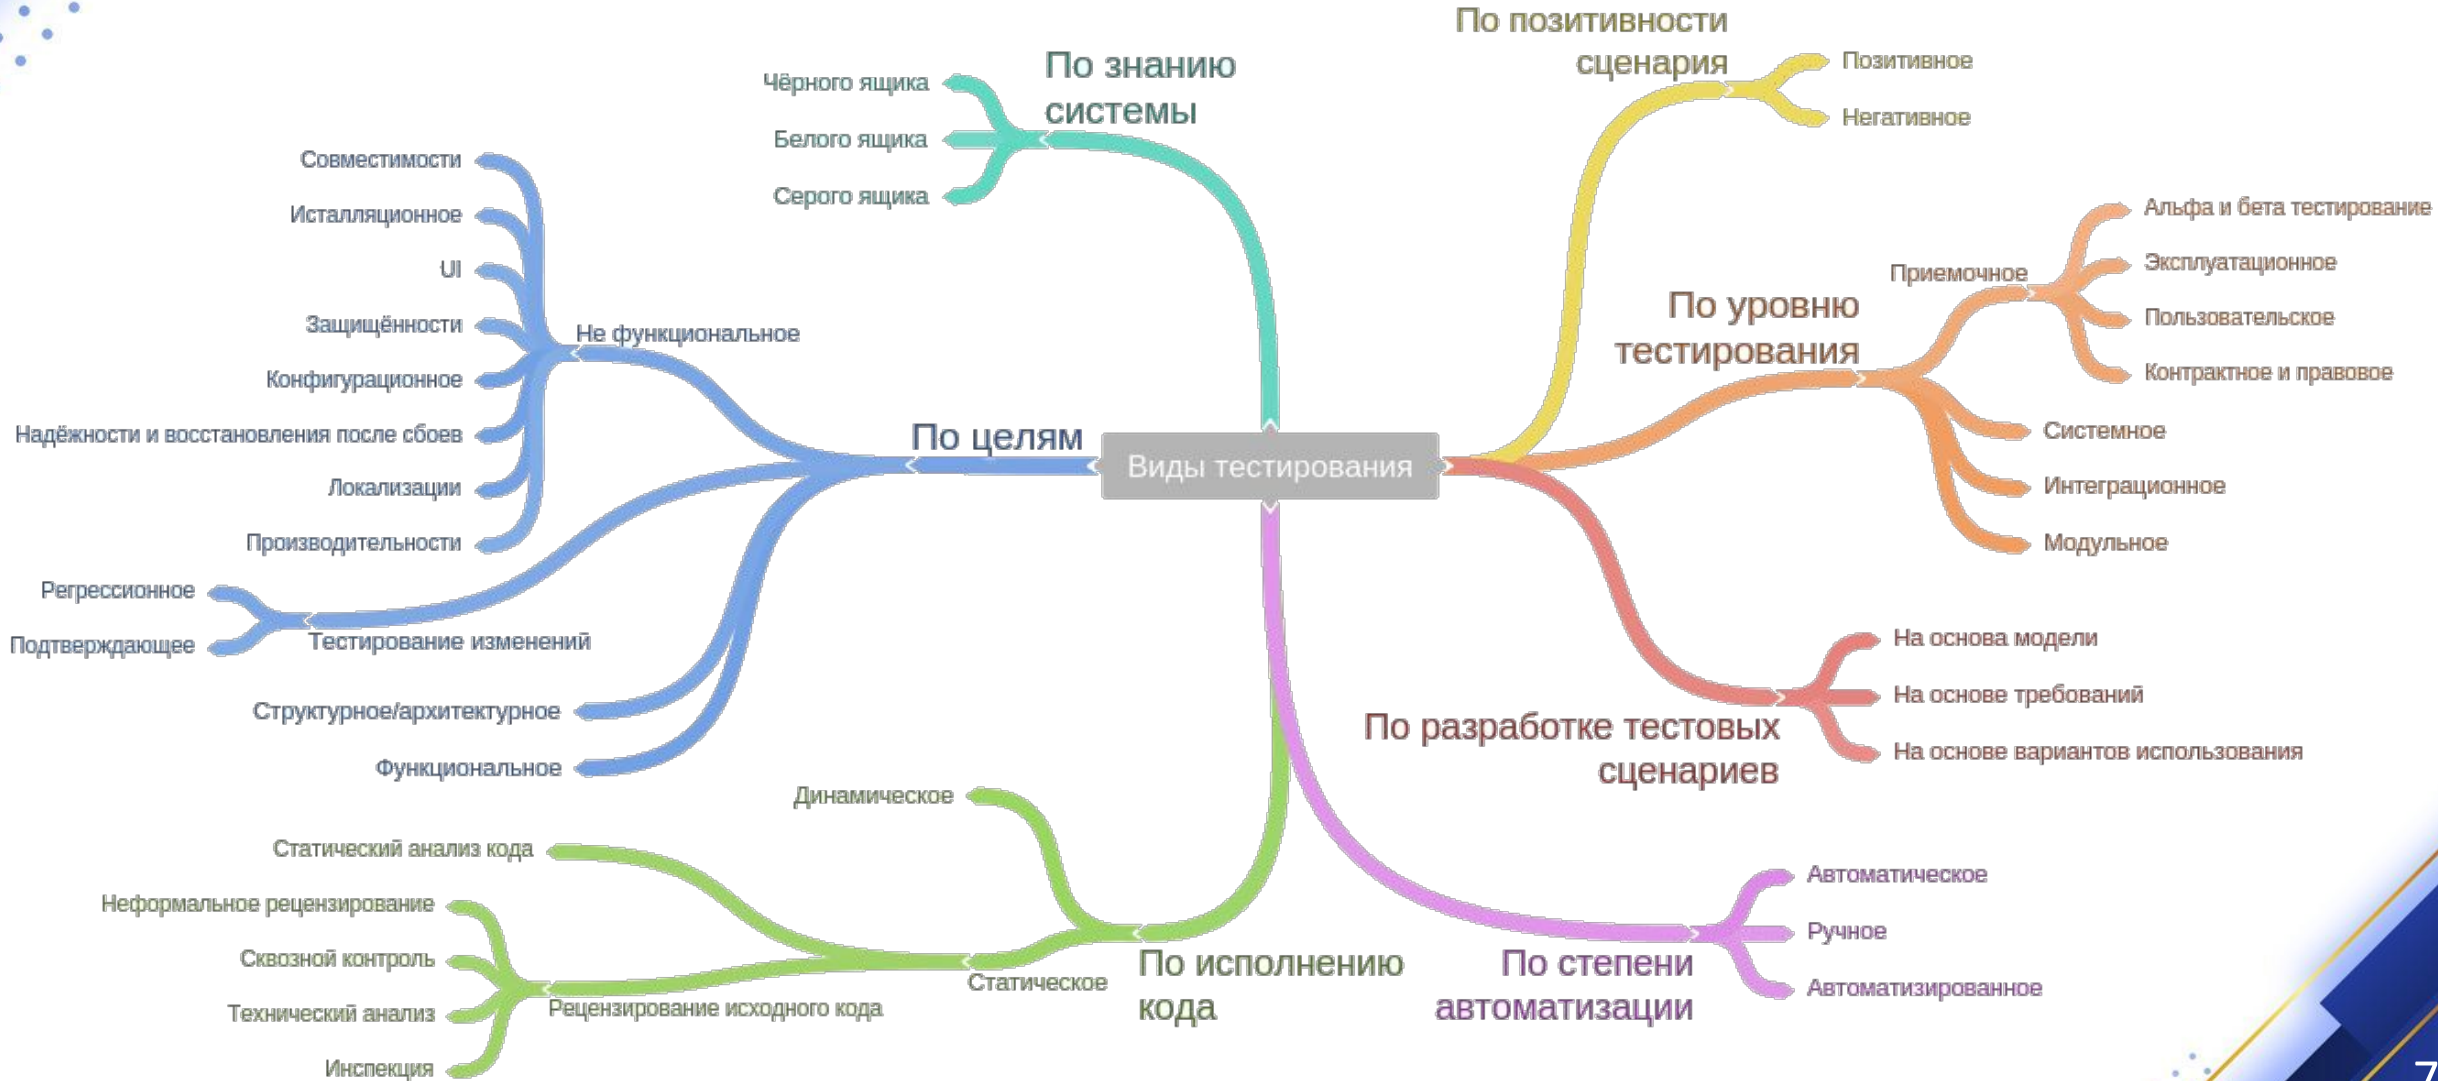 По позитивности
сценария
Позитивное
Негативное
По знанию
системы
Чёрного ящика
Белого ящика
Серого ящика
Совместимости
Исталляционное
UI
Защищённости
Конфигурационное
Надёжности и восстановления после сбоев
Локализации
Производительности
Не функциональное
По целям
Виды тестирования
Регрессионное
Подтверждающее
Тестирование изменений
Структурное/архитектурное
Функциональное
По уровню
тестирования
Приемочное
Альфа и бета тестирование
Эксплуатационное
Пользовательское
Контрактное и правовое
Системное
Интеграционное
Модульное
По разработке тестовых
сценариев
На основа модели
На основе требований
На основе вариантов использования
Динамическое
Статический анализ кода
Неформальное рецензирование
Сквозной контроль
Технический анализ
Инспекция
Рецензирование исходного кода
Статическое
По исполнению
кода
По степени
автоматизации
Автоматическое
Ручное
Автоматизированное
7